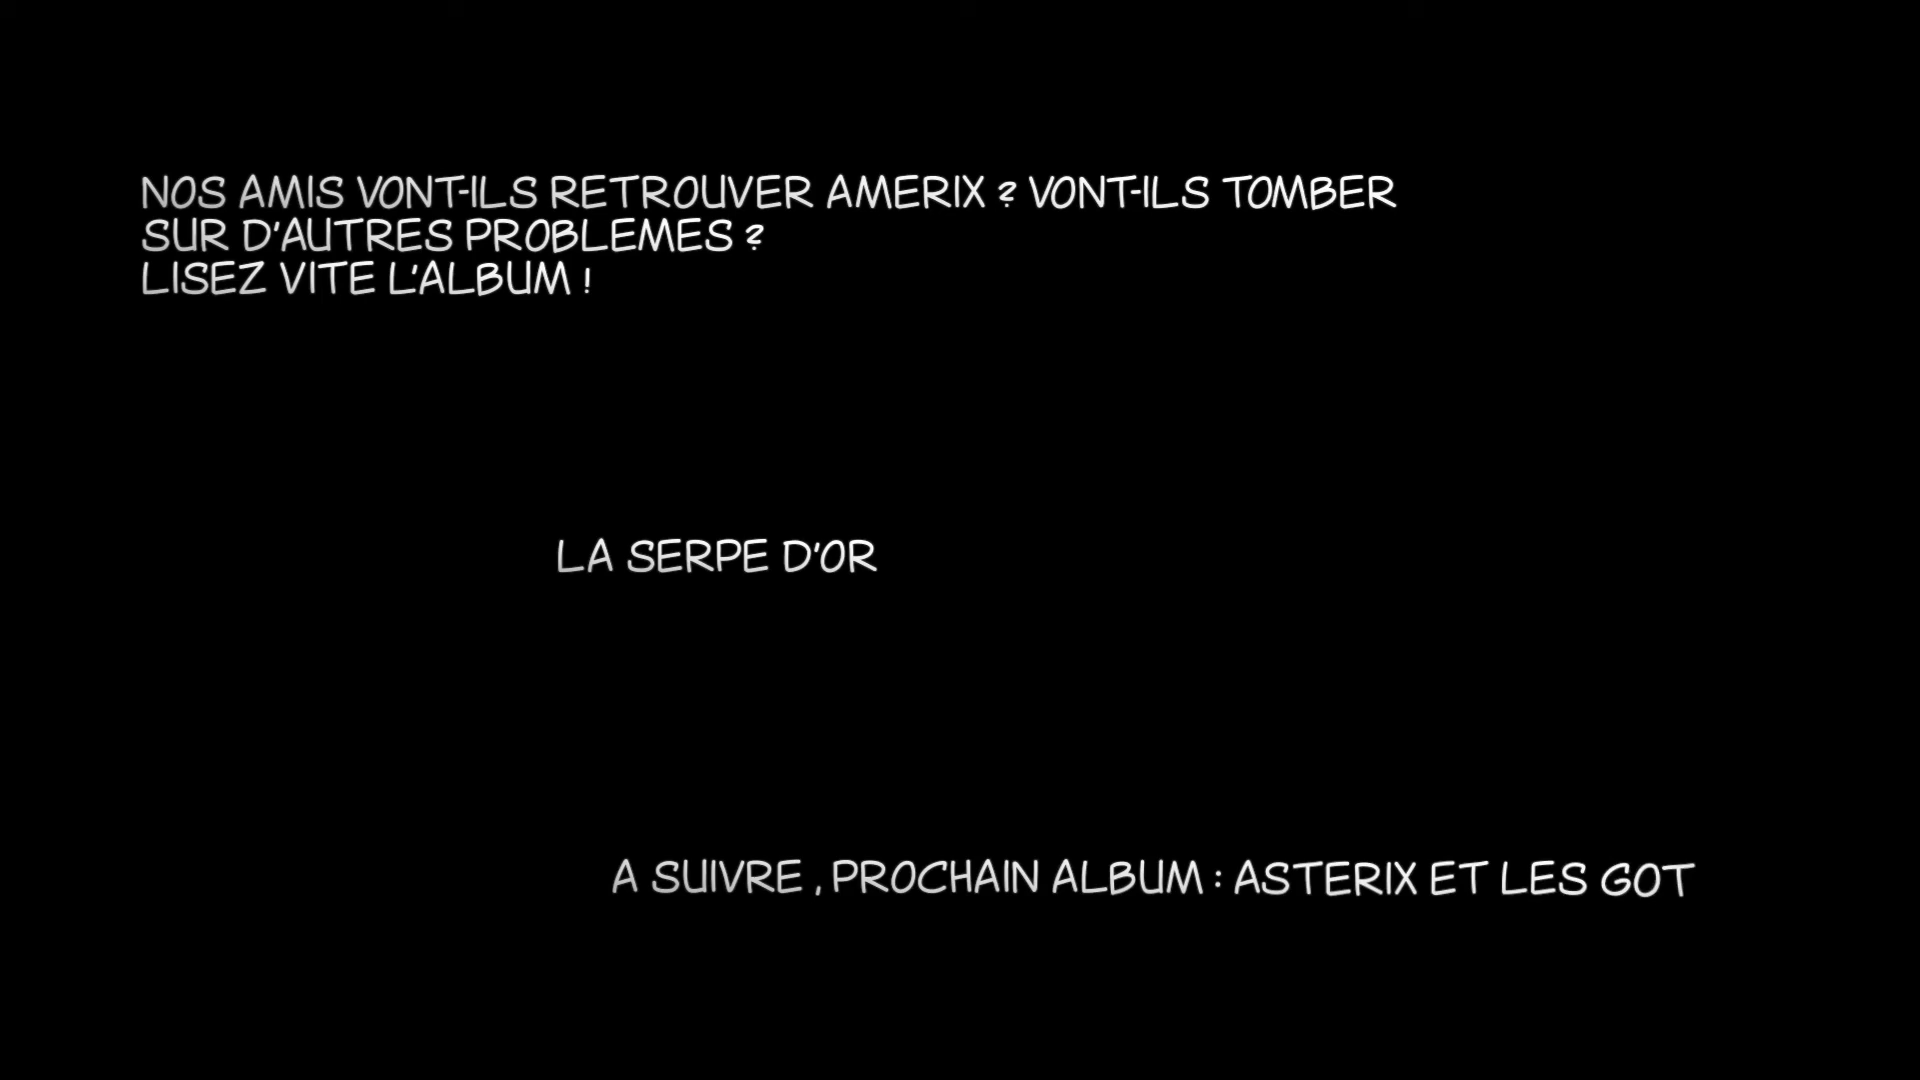 NOS AMIS VONT-ILS RETROUVER AMERIX ? VONT-ILS TOMBER
SUR D'AUTRES PROBLEMES ?
LISEZ VITE L'ALBUM !
LA SERPE D'OR
A SUIVRE , PROCHAIN ALBUM : ASTERIX ET LES GOT